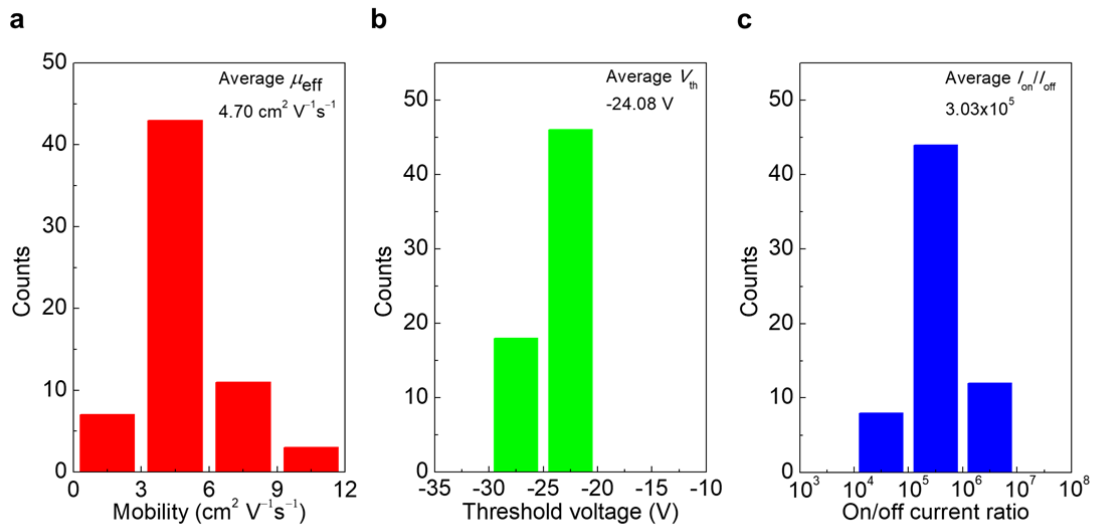 a
Average μeff
4.70 cm² V⁻¹s⁻¹
50
40
30
20
10
0
Counts
0 3 6 9 12
Mobility (cm² V⁻¹s⁻¹)
b
Average Vth
-24.08 V
50
40
30
20
10
0
Counts
-35 -30 -25 -20 -15 -10
Threshold voltage (V)
c
Average Ion/Ioff
3.03x10⁵
50
40
30
20
10
0
Counts
10³ 10⁴ 10⁵ 10⁶ 10⁷ 10⁸
On/off current ratio